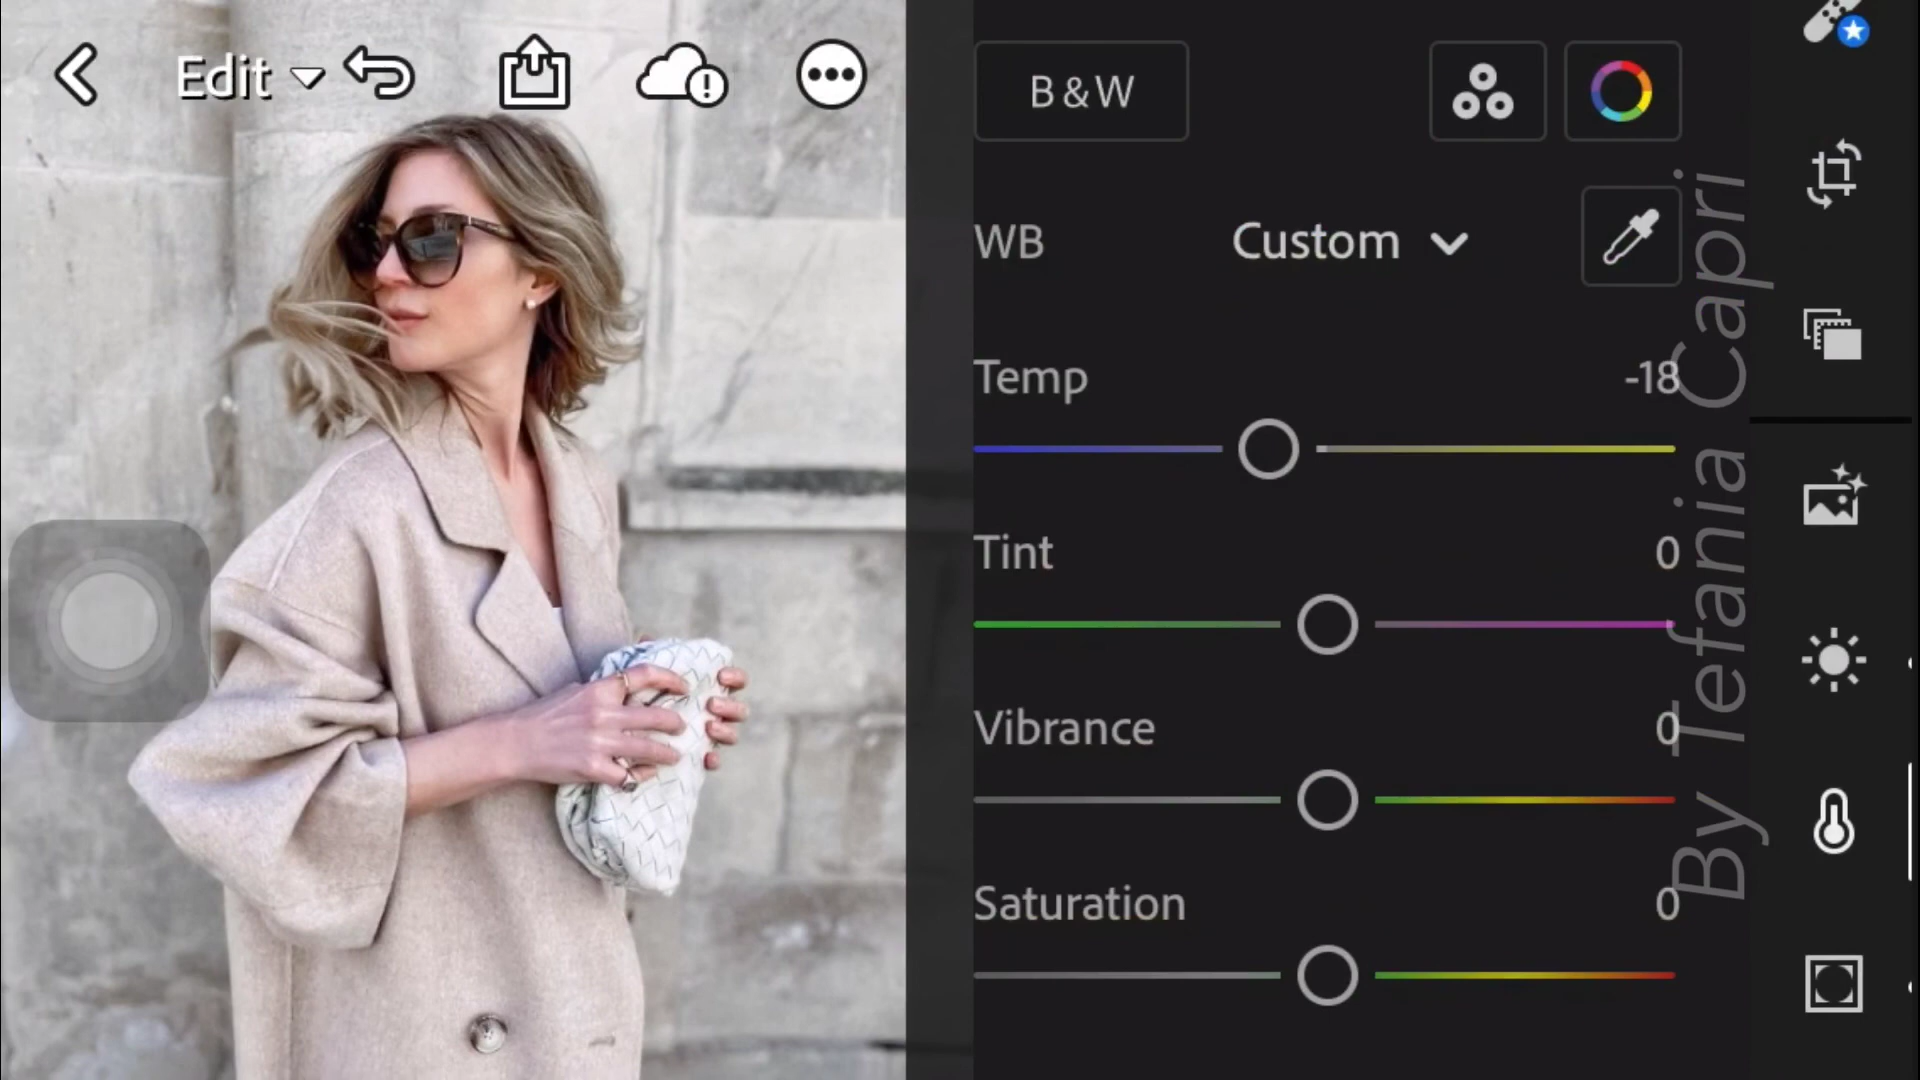 Edit
B&W
WB Custom
Temp -18
Tint 0
Vibrance 0
Saturation 0
By Tefania Capri